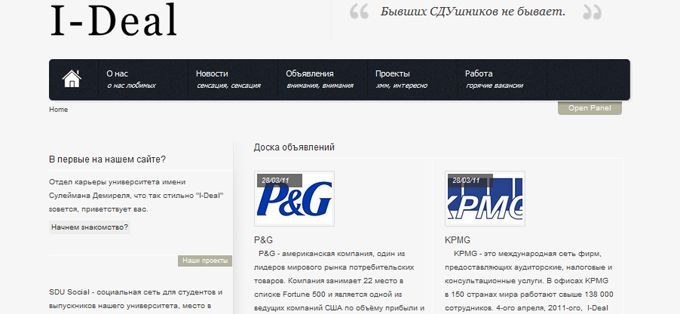 I-Deal
Бывших СДУшников не бывает.
О нас
о нас любимых
Новости
сенсация, сенсация
Объявления
внимания, внимания
Проекты
хмм, интересно
Работа
горячие вакансии
Home
Open Panel
В первые на нашем сайте?
Отдел карьеры университета имени
Сулеймана Демиреля, что так стильно "I-Deal"
зовется, приветствует вас.
Начнем знакомство?
Наши проекты
SDU Social - социальная сеть для студентов и
выпускников нашего университета, место в
Доска объявлений
28/03/11
P&G
P&G
P&G - американская компания, один из
лидеров мирового рынка потребительских
товаров. Компания занимает 22 место в
списке Fortune 500 и является одной из
ведущих компаний США по объёму прибыли и
28/03/11
KPMG
KPMG
KPMG - это международная сеть фирм,
предоставляющих аудиторские, налоговые и
консультационные услуги. В офисах KPMG
в 150 странах мира работают свыше 138 000
сотрудников. 4-ого апреля, 2011-ого, I-Deal